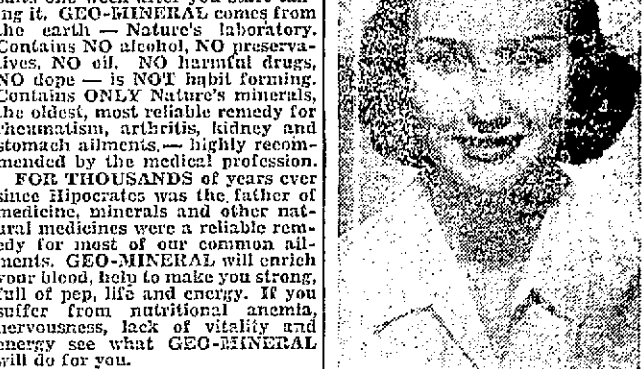 ing it. GEO-MINERAL comes from
the earth — Nature's laboratory.
Contains NO alcohol, NO preserva-
tives, NO oil. NO harmful drugs,
NO dope — is NOT habit forming.
Contains ONLY Nature's minerals,
the oldest, most reliable remedy for
rheumatism, arthritis, kidney and
stomach ailments.— highly recom-
mended by the medical profession.
FOR THOUSANDS of years ever
since Hipocrates was the father of
medicine, minerals and other nat-
ural medicines were a reliable rem-
edy for most of our common ail-
ments. GEO-MINERAL will enrich
your blood, help to make you strong,
full of pep, life and energy. If you
suffer from nutritional anemia,
nervousness, lack of vitality and
energy see what GEO-MINERAL
will do for you.